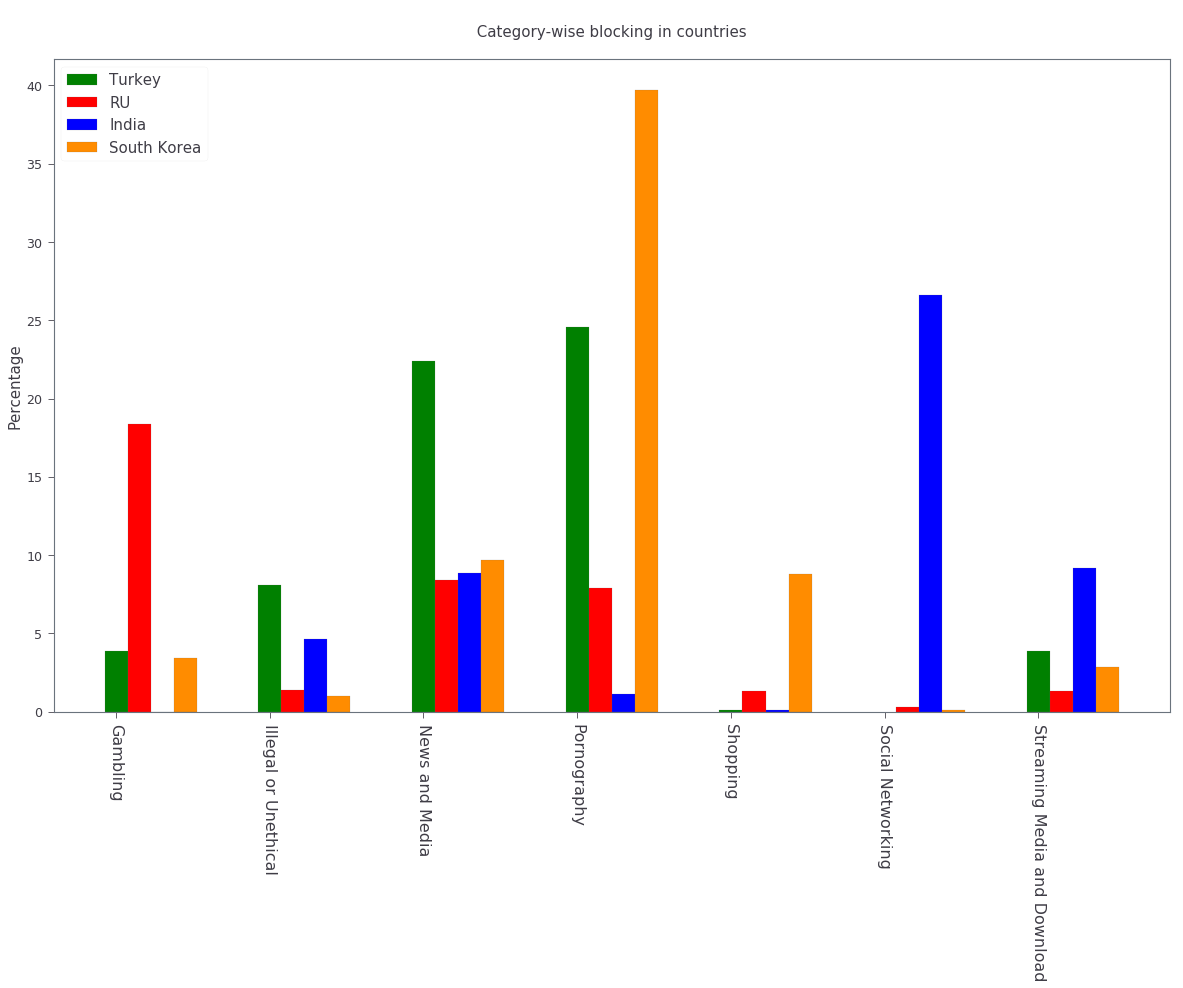 Category-wise blocking in countries
Turkey
RU
India
South Korea
Percentage
40
35
30
25
20
15
10
5
0
Gambling
Illegal or Unethical
News and Media
Pornography
Shopping
Social Networking
Streaming Media and Download